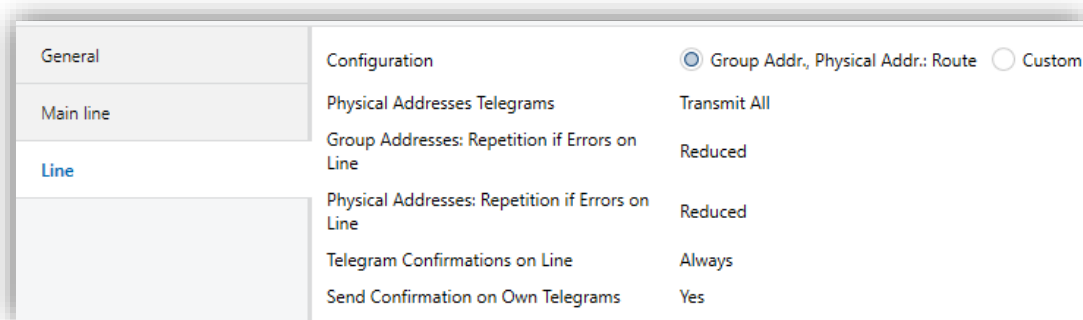 General
Main line
Line
Configuration
Group Addr., Physical Addr.: Route
Custom
Physical Addresses Telegrams
Transmit All
Group Addresses: Repetition if Errors on
Line
Reduced
Physical Addresses: Repetition if Errors on
Line
Reduced
Telegram Confirmations on Line
Always
Send Confirmation on Own Telegrams
Yes